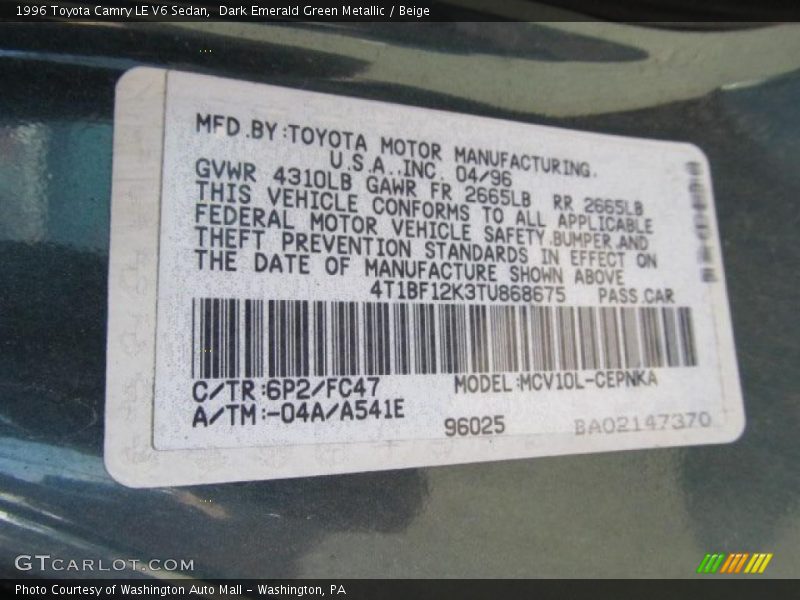 1996 Toyota Camry LE V6 Sedan, Dark Emerald Green Metallic / Beige
MFD.BY:TOYOTA MOTOR MANUFACTURING.
U.S.A.,INC. 04/96
GVWR 4310LB GAWR FR 2665LB RR 2665LB
THIS VEHICLE CONFORMS TO ALL APPLICABLE
FEDERAL MOTOR VEHICLE SAFETY.BUMPER.AND
THEFT PREVENTION STANDARDS IN EFFECT ON
THE DATE OF MANUFACTURE SHOWN ABOVE
4T1BF12K3TU868675 PASS.CAR
C/TR:6P2/FC47 MODEL:MCV10L-CEPNKA
A/TM:-04A/A541E
96025 BA02147370
GTCARLOT.COM
Photo Courtesy of Washington Auto Mall - Washington, PA